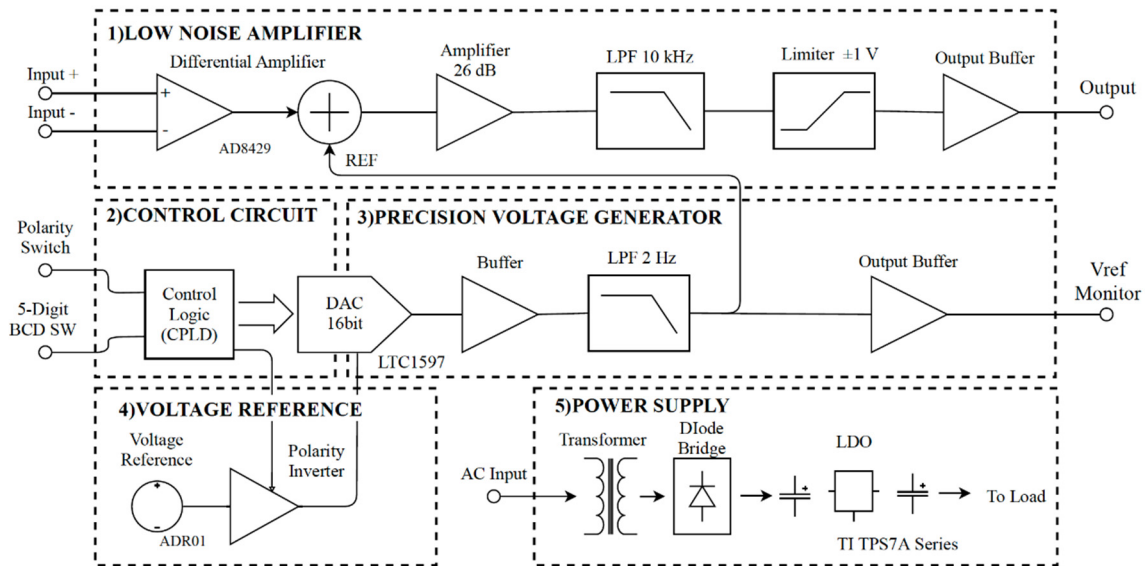 1)LOW NOISE AMPLIFIER
Differential Amplifier
Amplifier
26 dB
LPF 10 kHz
Limiter ±1 V
Output Buffer
Input +
Input -
+
-
Output
AD8429
REF
2)CONTROL CIRCUIT
3)PRECISION VOLTAGE GENERATOR
Polarity
Switch
5-Digit
BCD SW
Control
Logic
(CPLD)
DAC
16bit
LTC1597
Buffer
LPF 2 Hz
Output Buffer
Vref
Monitor
4)VOLTAGE REFERENCE
Voltage
Reference
+
-
ADR01
Polarity
Inverter
5)POWER SUPPLY
AC Input
Transformer
DIode
Bridge
+
LDO
+
To Load
TI TPS7A Series